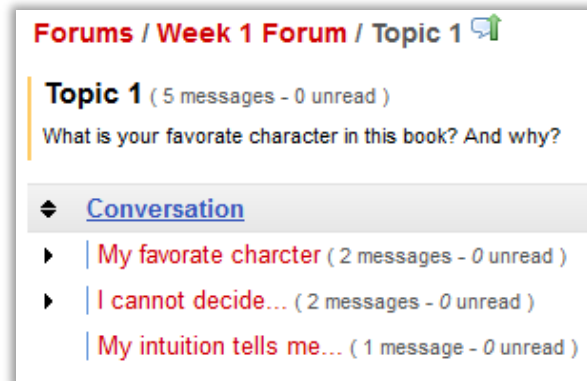 Forums / Week 1 Forum / Topic 1
Topic 1 ( 5 messages - 0 unread )
What is your favorate character in this book? And why?
Conversation
My favorate charcter ( 2 messages - 0 unread )
I cannot decide... ( 2 messages - 0 unread )
My intuition tells me... ( 1 message - 0 unread )